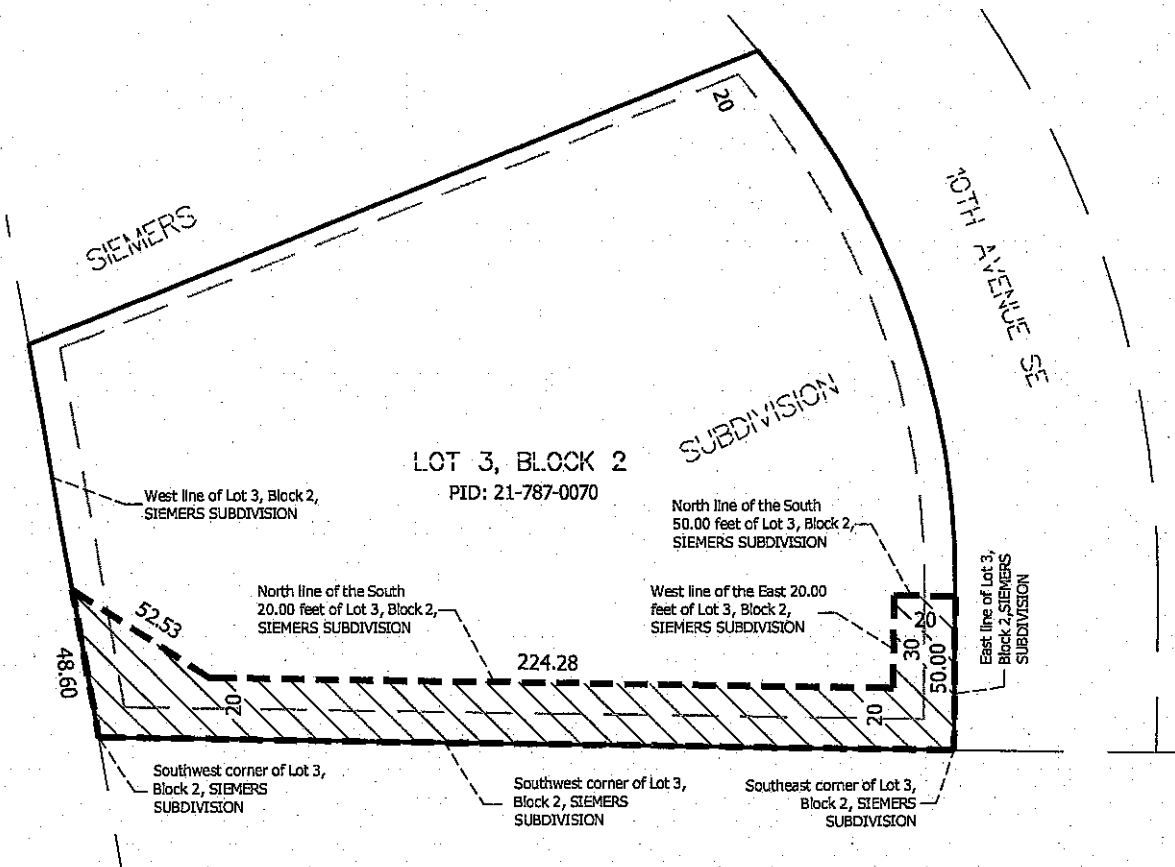 20
10TH AVENUE SE
SIEMERS
SUBDIVISION
LOT 3, BLOCK 2
PID: 21-787-0070
West line of Lot 3, Block 2,
SIEMERS SUBDIVISION
North line of the South
50.00 feet of Lot 3, Block 2,
SIEMERS SUBDIVISION
North line of the South
20.00 feet of Lot 3, Block 2,
SIEMERS SUBDIVISION
West line of the East 20.00
feet of Lot 3, Block 2,
SIEMERS SUBDIVISION
East line of Lot 3,
Block 2,SIEMERS
SUBDIVISION
52.53
48.60
224.28
20
30
50.00
20
20
Southwest corner of Lot 3,
Block 2, SIEMERS
SUBDIVISION
Southwest corner of Lot 3,
Block 2, SIEMERS
SUBDIVISION
Southeast corner of Lot 3,
Block 2, SIEMERS
SUBDIVISION